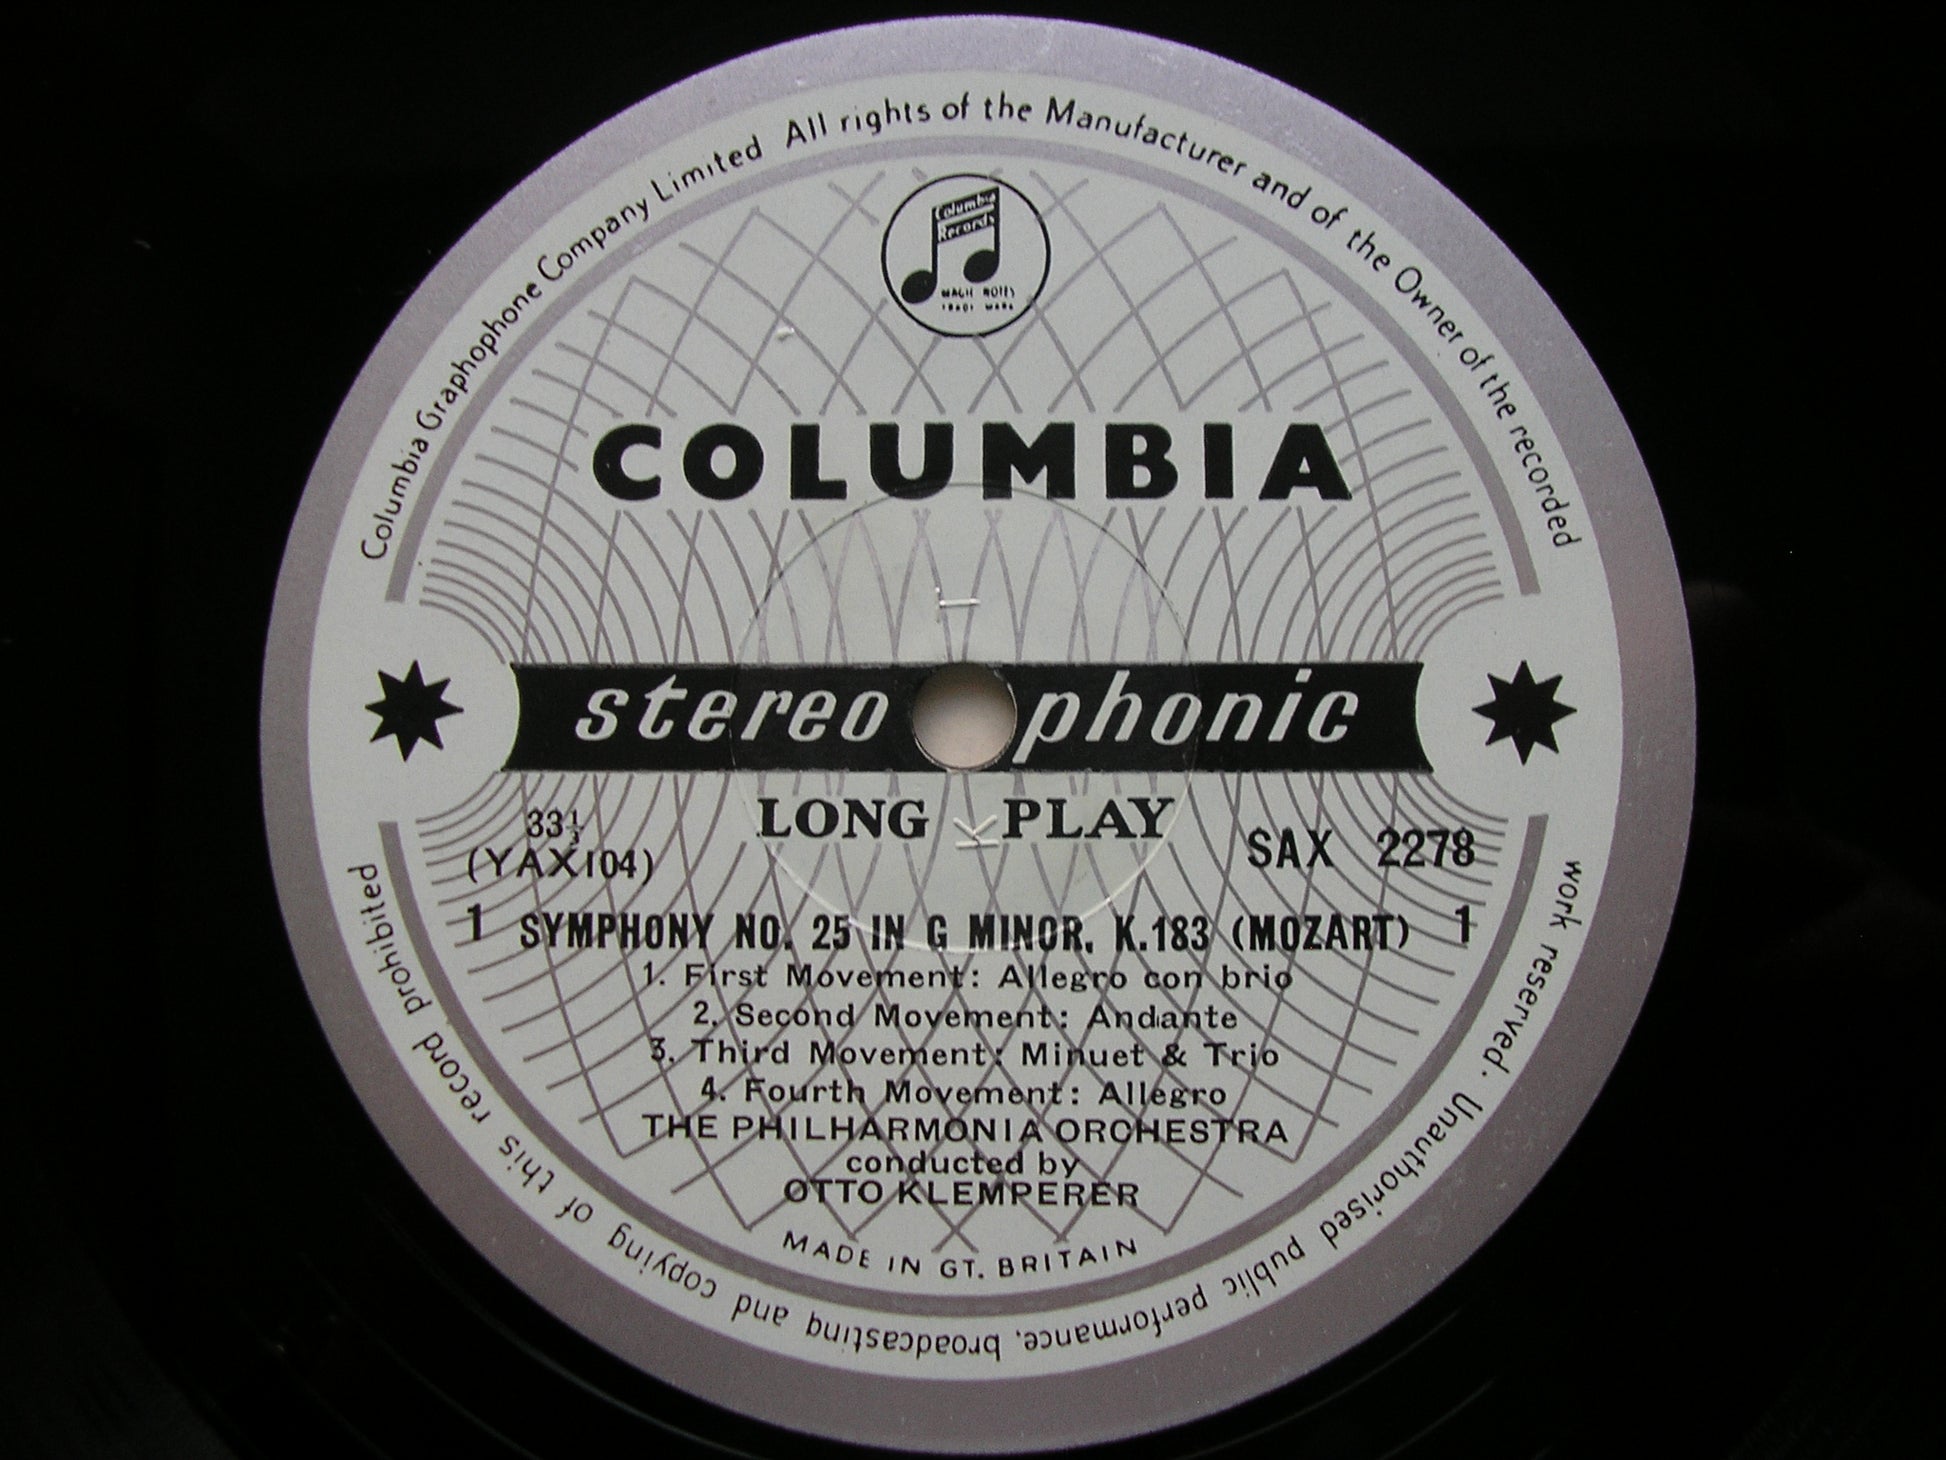 Columbia Graphophone Company Limited All rights of the Manufacturer and of the Owner of the recorded work reserved. Unauthorised public performance, broadcasting and copying of this record prohibited
Columbia
Records
MAGIC NOTES
TRADE MARK
COLUMBIA
stereophonic
LONG PLAY
33⅓
(YAX104)
SAX 2278
1 SYMPHONY NO. 25 IN G MINOR, K.183 (MOZART) 1
1. First Movement: Allegro con brio
2. Second Movement: Andante
3. Third Movement: Minuet & Trio
4. Fourth Movement: Allegro
THE PHILHARMONIA ORCHESTRA
conducted by
OTTO KLEMPERER
MADE IN GT. BRITAIN